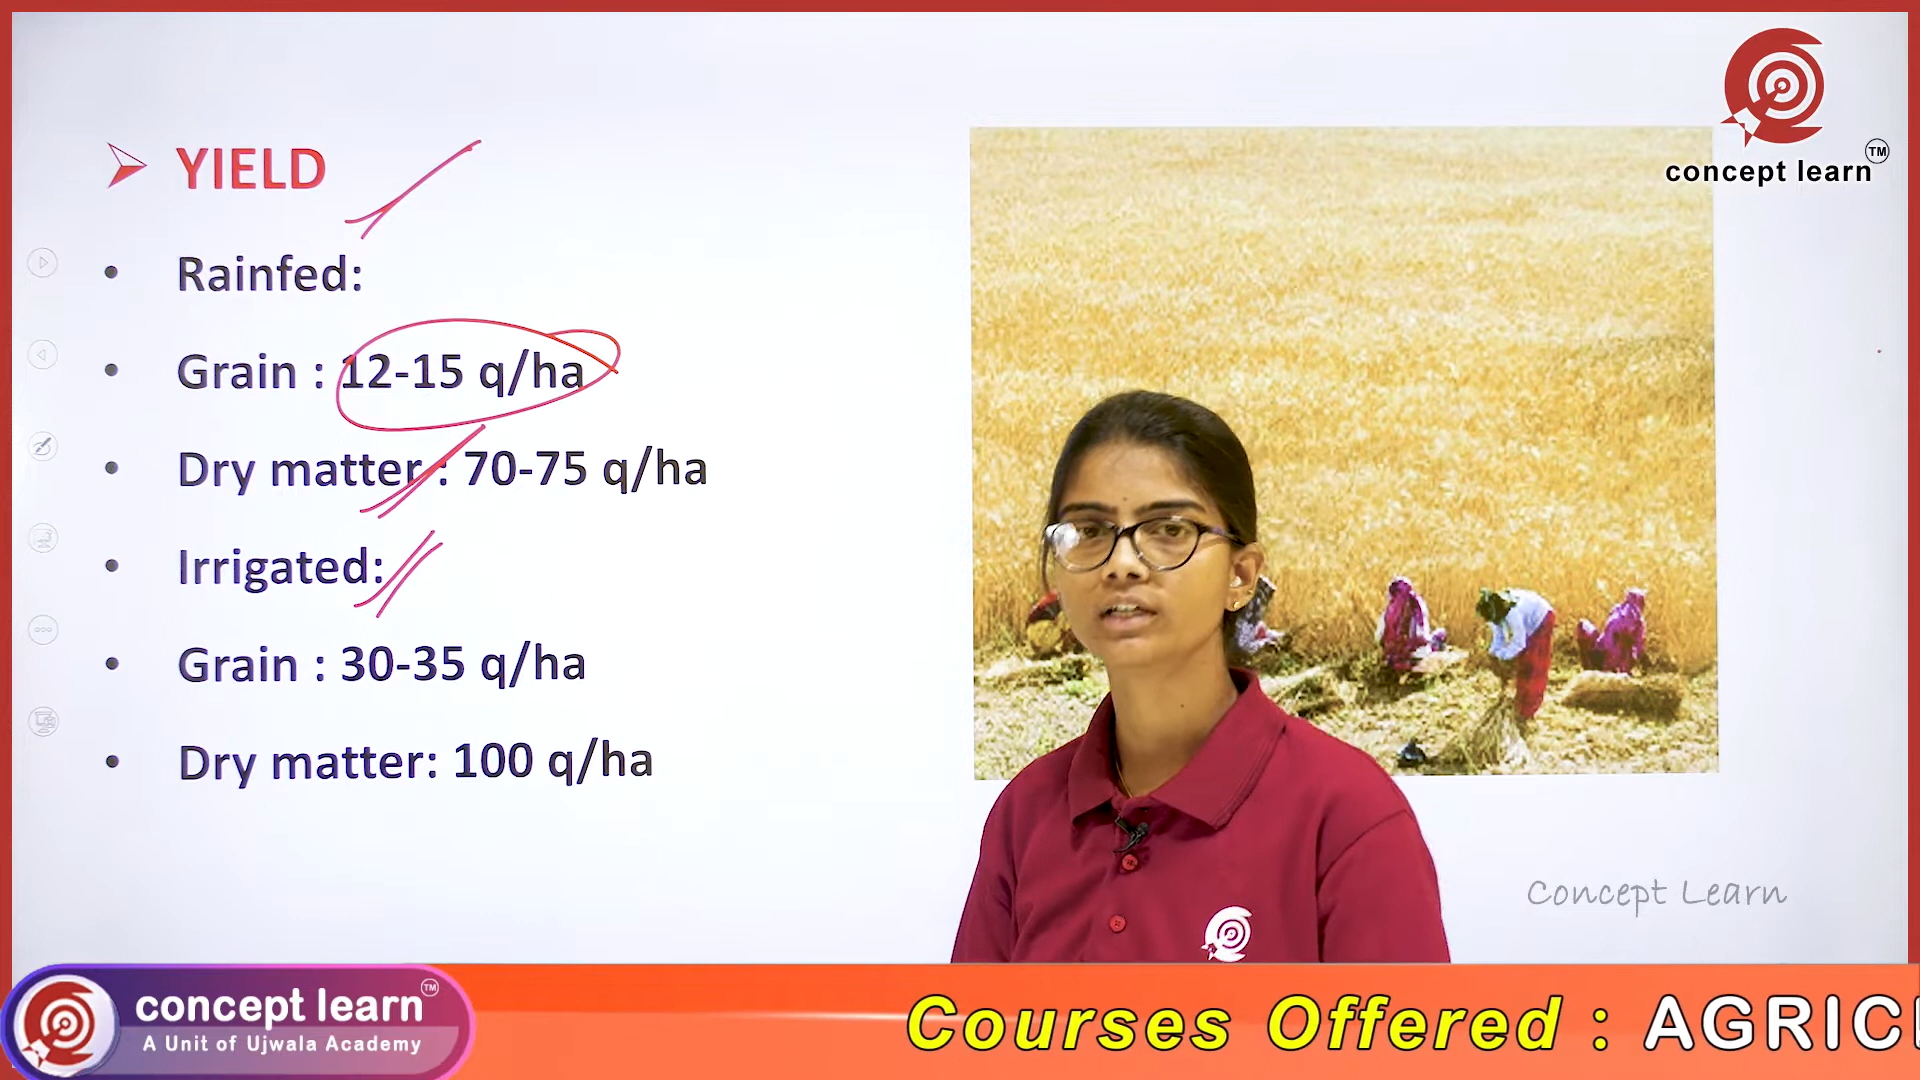 concept learn TM
YIELD
Rainfed:
Grain : 12-15 q/ha
Dry matter : 70-75 q/ha
Irrigated:
Grain : 30-35 q/ha
Dry matter: 100 q/ha
Concept Learn
concept learn TM
A Unit of Ujwala Academy
Courses Offered : AGRIC